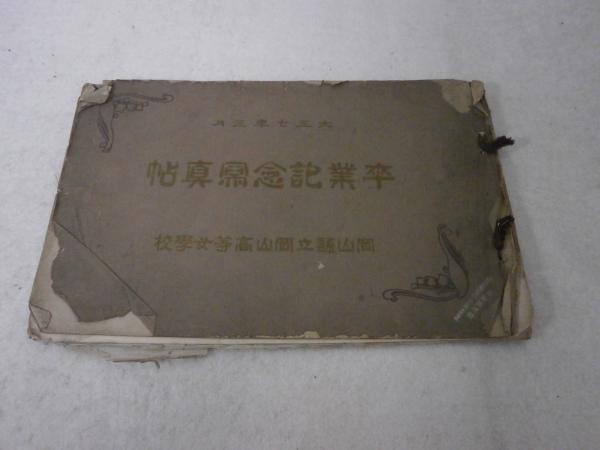 大正七年三月
卒業記念寫真帖
岡山縣立岡山高等女學校